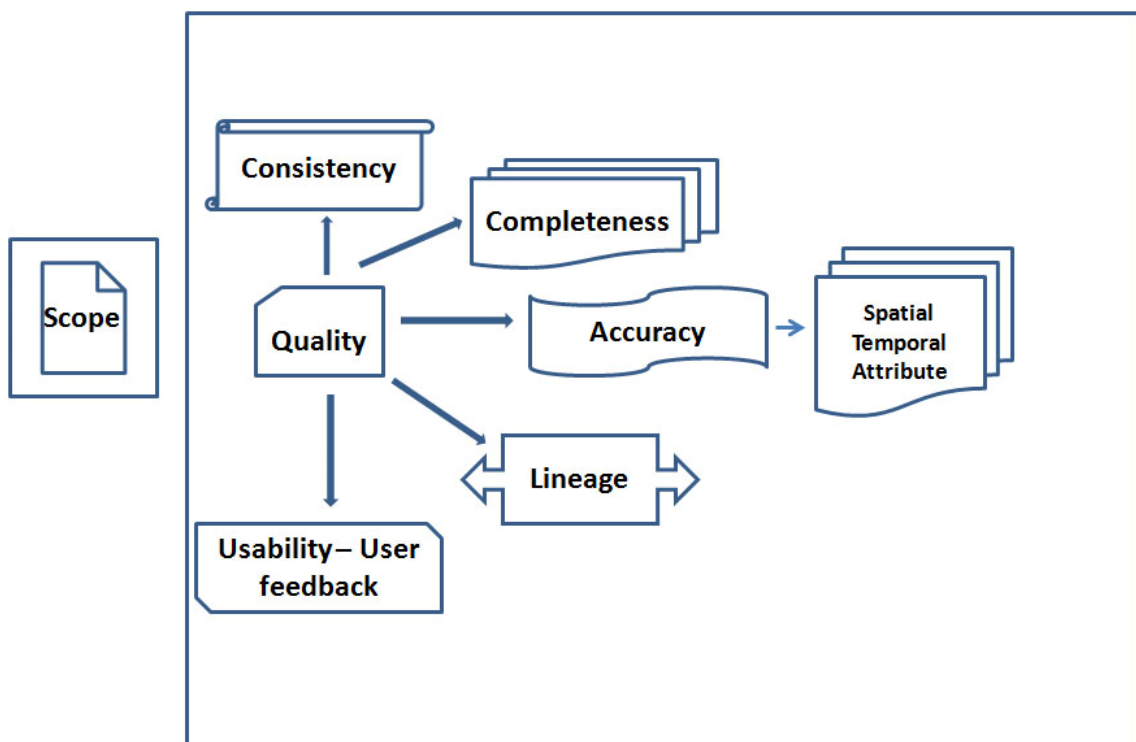 Consistency
Completeness
Scope
Quality
Accuracy
Spatial
Temporal
Attribute
Lineage
Usability – User
feedback